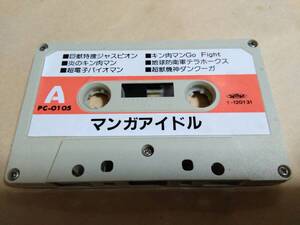 ■巨獣特捜ジャスピオン
■炎のキン肉マン
■超電子バイオマン
■キン肉マンGo Fight
■地球防衛軍テラホークス
■超獣機神ダンクーガ
A
PC-0105
T-120131
マンガアイドル